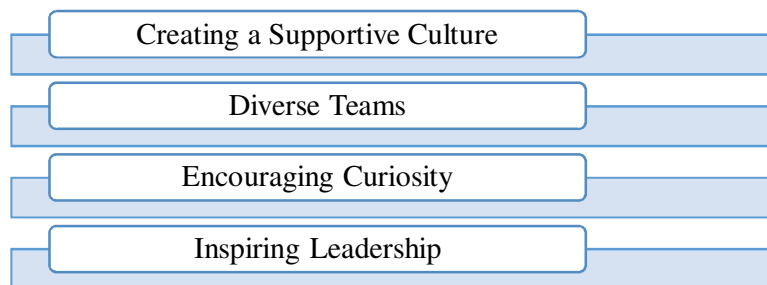 Creating a Supportive Culture
Diverse Teams
Encouraging Curiosity
Inspiring Leadership